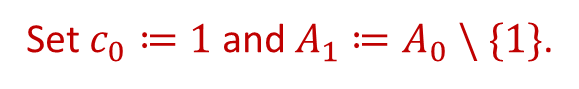 Set c₀ ≔ 1 and A₁ ≔ A₀ \ {1}.